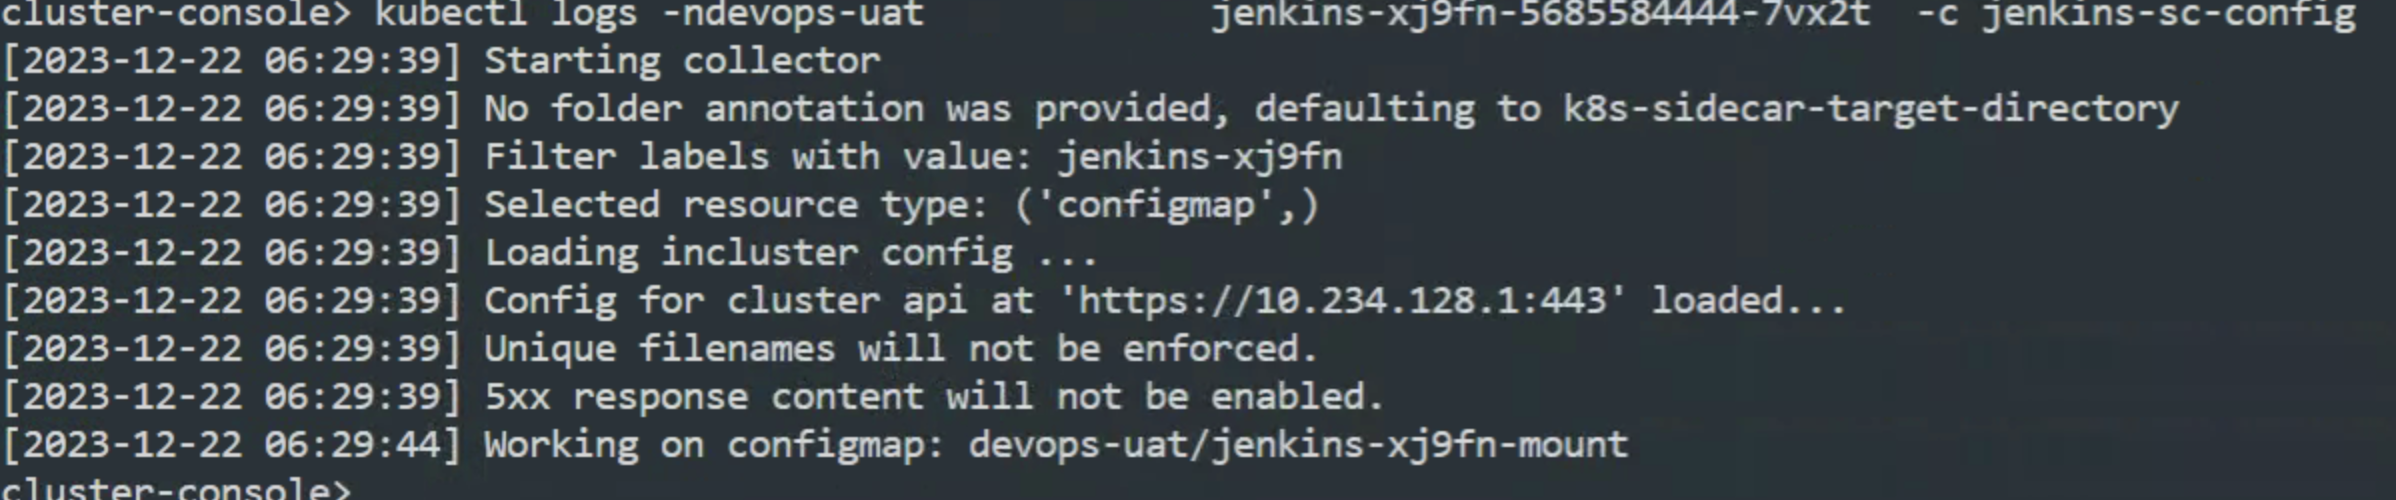 cluster-console> kubectl logs -ndevops-uat jenkins-xj9fn-5685584444-7vx2t -c jenkins-sc-config
[2023-12-22 06:29:39] Starting collector
[2023-12-22 06:29:39] No folder annotation was provided, defaulting to k8s-sidecar-target-directory
[2023-12-22 06:29:39] Filter labels with value: jenkins-xj9fn
[2023-12-22 06:29:39] Selected resource type: ('configmap',)
[2023-12-22 06:29:39] Loading incluster config ...
[2023-12-22 06:29:39] Config for cluster api at 'https://10.234.128.1:443' loaded...
[2023-12-22 06:29:39] Unique filenames will not be enforced.
[2023-12-22 06:29:39] 5xx response content will not be enabled.
[2023-12-22 06:29:44] Working on configmap: devops-uat/jenkins-xj9fn-mount
cluster-console>